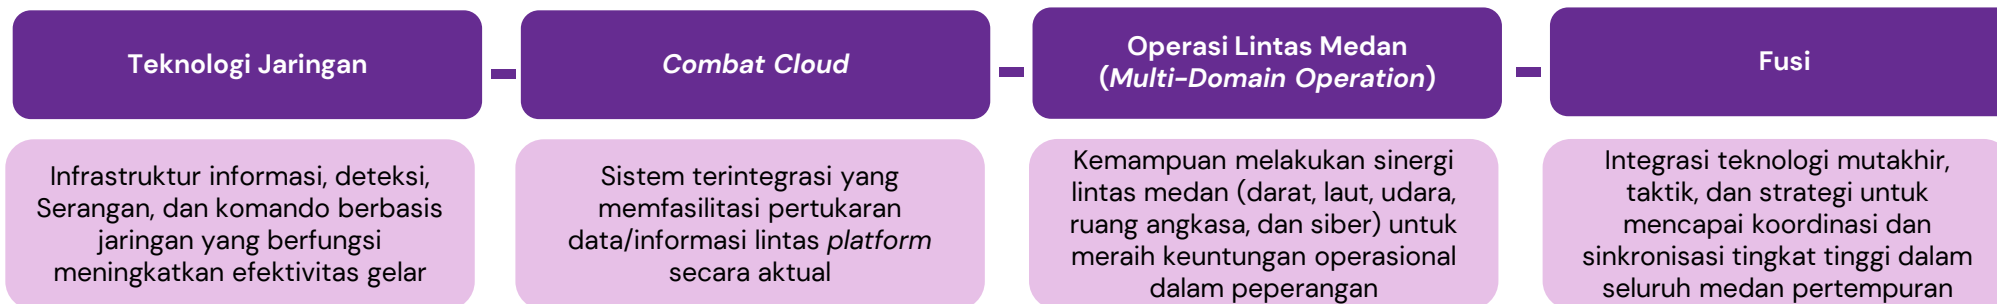 Teknologi Jaringan
Infrastruktur informasi, deteksi,
Serangan, dan komando berbasis
jaringan yang berfungsi
meningkatkan efektivitas gelar
Combat Cloud
Sistem terintegrasi yang
memfasilitasi pertukaran
data/informasi lintas platform
secara aktual
Operasi Lintas Medan
(Multi-Domain Operation)
Kemampuan melakukan sinergi
lintas medan (darat, laut, udara,
ruang angkasa, dan siber) untuk
meraih keuntungan operasional
dalam peperangan
Fusi
Integrasi teknologi mutakhir,
taktik, dan strategi untuk
mencapai koordinasi dan
sinkronisasi tingkat tinggi dalam
seluruh medan pertempuran